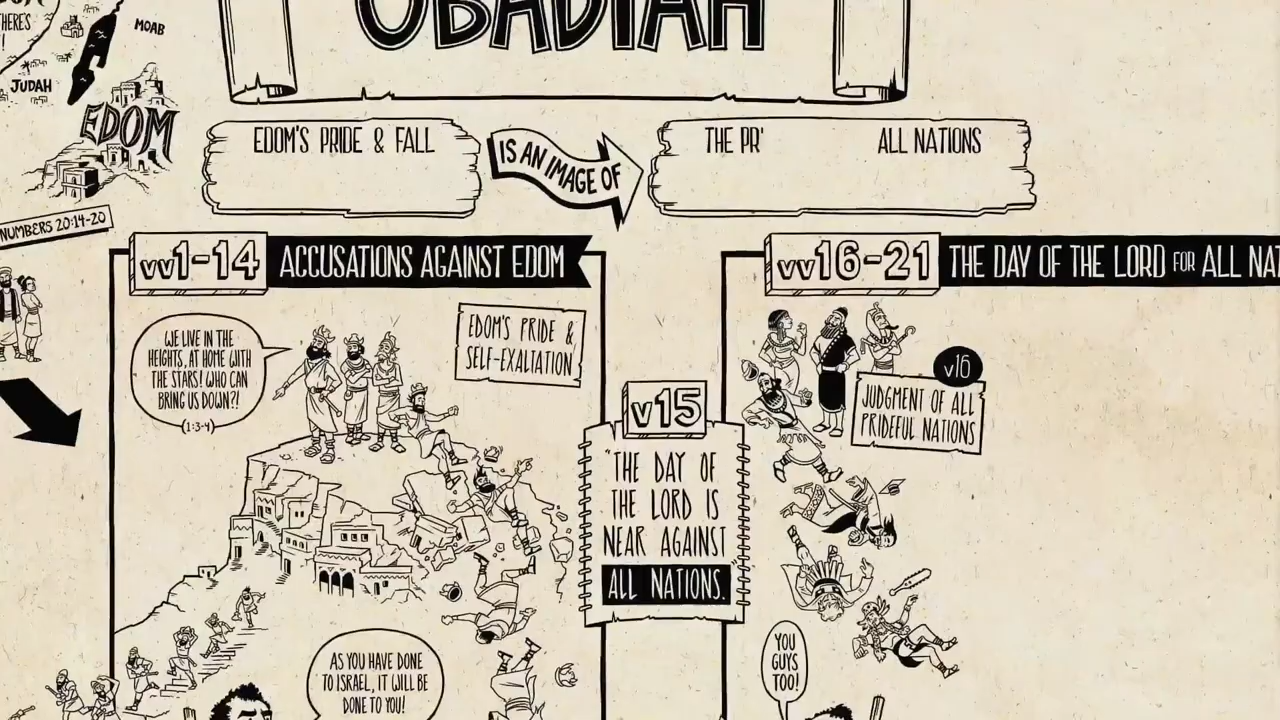 OBADIAH
THERE'S
!
MOAB
JUDAH
EDOM
NUMBERS 20:14-20
EDOM'S PRIDE & FALL
IS AN IMAGE OF
THE PR ALL NATIONS
vv1-14 ACCUSATIONS AGAINST EDOM
WE LIVE IN THE
HEIGHTS, AT HOME WITH
THE STARS! WHO CAN
BRING US DOWN?!
(1:3-4)
EDOM'S PRIDE &
SELF-EXALTATION
AS YOU HAVE DONE
TO ISRAEL, IT WILL BE
DONE TO YOU!
v15
"THE DAY OF
THE LORD IS
NEAR AGAINST
ALL NATIONS."
vv16-21 THE DAY OF THE LORD FOR ALL NA
v16
JUDGMENT OF ALL
PRIDEFUL NATIONS
YOU
GUYS
TOO!